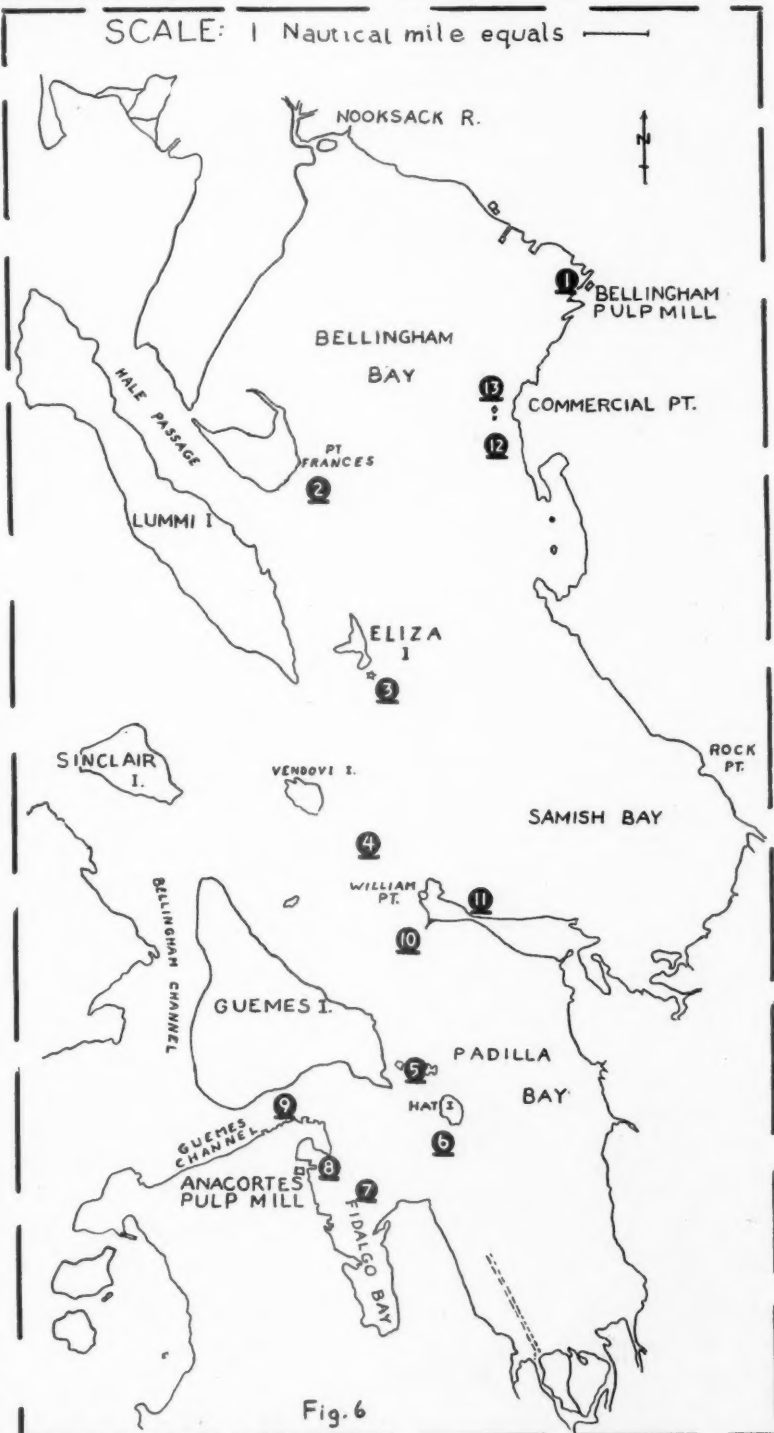 SCALE: 1 Nautical mile equals
NOOKSACK R.
N
1
BELLINGHAM
PULP MILL
BELLINGHAM
BAY
HALE PASSAGE
13
COMMERCIAL PT.
12
PT
FRANCES
2
LUMMI I
ELIZA
I
3
SINCLAIR
I.
VENDOVI I.
ROCK
PT.
SAMISH BAY
4
WILLIAM
PT.
11
10
BELLINGHAM CHANNEL
GUEMES I.
PADILLA
BAY
5
HAT I
9
6
GUEMES
CHANNEL
8
ANACORTES
PULP MILL
7
FIDALGO BAY
Fig. 6